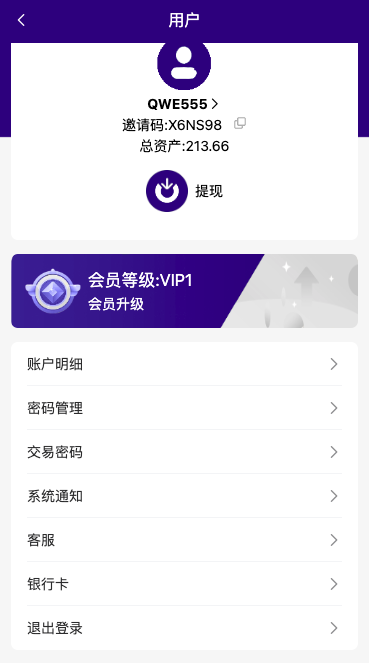 用户
QWE555
邀请码:X6NS98
总资产:213.66
提现
会员等级:VIP1
会员升级
账户明细
密码管理
交易密码
系统通知
客服
银行卡
退出登录